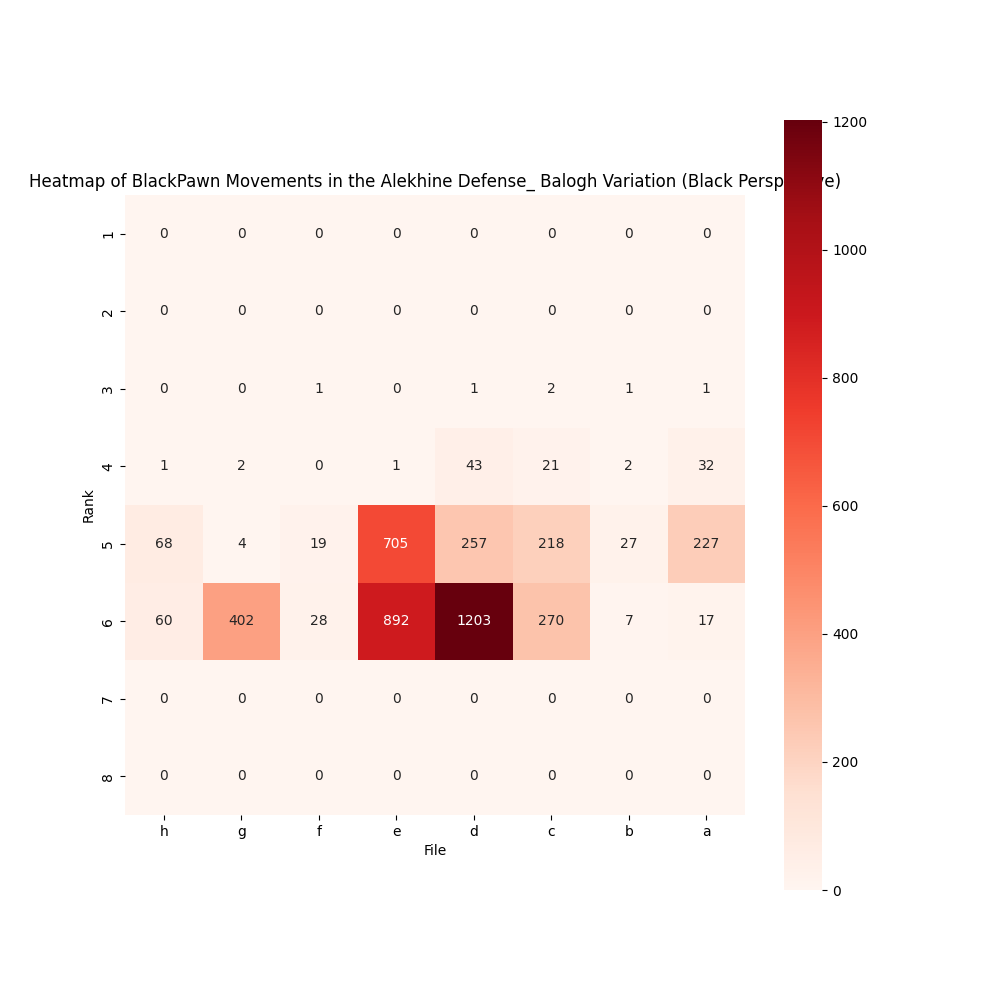 Heatmap of BlackPawn Movements in the Alekhine Defense_ Balogh Variation (Black Persp ve)
1 0 0 0 0 0 0 0 0
2 0 0 0 0 0 0 0 0
3 0 0 1 0 1 2 1 1
4 1 2 0 1 43 21 2 32
5 68 4 19 705 257 218 27 227
6 60 402 28 892 1203 270 7 17
7 0 0 0 0 0 0 0 0
8 0 0 0 0 0 0 0 0
h g f e d c b a
File
Rank
1200
1000
800
600
400
200
0